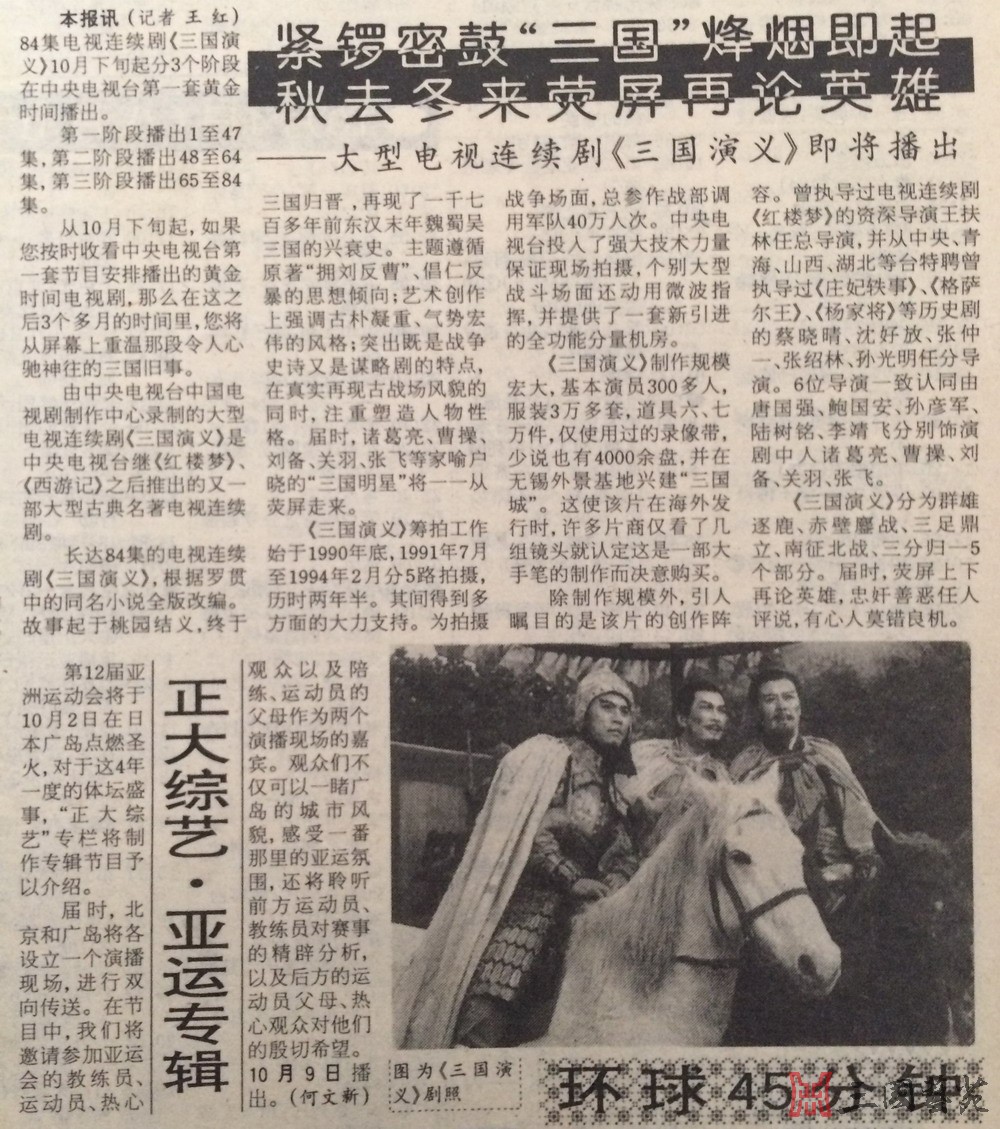 紧锣密鼓“三国”烽烟即起
秋去冬来荧屏再论英雄
——大型电视连续剧《三国演义》即将播出
本报讯(记者 王 红)
84集电视连续剧《三国演
义》10月下旬起分3个阶段
在中央电视台第一套黄金
时间播出。
第一阶段播出1至47
集,第二阶段播出48至64
集,第三阶段播出65至84
集。
从10月下旬起,如果
您按时收看中央电视台第
一套节目安排播出的黄金
时间电视剧,那么在这之
后3个多月的时间里,您将
从屏幕上重温那段令人心
驰神往的三国旧事。
由中央电视台中国电
视剧制作中心录制的大型
电视连续剧《三国演义》是
中央电视台继《红楼梦》、
《西游记》之后推出的又一
部大型古典名著电视连续
剧。
长达84集的电视连续
剧《三国演义》,根据罗贯
中的同名小说全版改编。
故事起于桃园结义,终于
三国归晋,再现了一千七
百多年前东汉末年魏蜀吴
三国的兴衰史。主题遵循
原著“拥刘反曹”、倡仁反
暴的思想倾向;艺术创作
上强调古朴凝重、气势宏
伟的风格;突出既是战争
史诗又是谋略剧的特点,
在真实再现古战场风貌的
同时,注重塑造人物性
格。届时,诸葛亮、曹操、
刘备、关羽、张飞等家喻户
晓的“三国明星”将一一从
荧屏走来。
《三国演义》筹拍工作
始于1990年底,1991年7月
至1994年2月分5路拍摄,
历时两年半。其间得到多
方面的大力支持。为拍摄
战争场面,总参作战部调
用军队40万人次。中央电
视台投入了强大技术力量
保证现场拍摄,个别大型
战斗场面还动用微波指
挥,并提供了一套新引进
的全功能分量机房。
《三国演义》制作规模
宏大,基本演员300多人,
服装3万多套,道具六、七
万件,仅使用过的录像带,
少说也有4000余盘,并在
无锡外景基地兴建“三国
城”。这使该片在海外发
行时,许多片商仅看了几
组镜头就认定这是一部大
手笔的制作而决意购买。
除制作规模外,引人
瞩目的是该片的创作阵
容。曾执导过电视连续剧
《红楼梦》的资深导演王扶
林任总导演,并从中央、青
海、山西、湖北等台特聘曾
执导过《庄妃轶事》、《格萨
尔王》、《杨家将》等历史剧
的蔡晓晴、沈好放、张仲
一、张绍林、孙光明任分导
演。6位导演一致认同由
唐国强、鲍国安、孙彦军、
陆树铭、李靖飞分别饰演
剧中人诸葛亮、曹操、刘
备、关羽、张飞。
《三国演义》分为群雄
逐鹿、赤壁鏖战、三足鼎
立、南征北战、三分归一5
个部分。届时,荧屏上下
再论英雄,忠奸善恶任人
评说,有心人莫错良机。
正大综艺·亚运专辑
第12届亚
洲运动会将于
10月2日在日
本广岛点燃圣
火,对于这4年
一度的体坛盛
事,“正大综
艺”专栏将制
作专辑节目予
以介绍。
届时,北
京和广岛将各
设立一个演播
现场,进行双
向传送。在节
目中,我们将
邀请参加亚运
会的教练员、
运动员、热心
观众以及陪
练、运动员的
父母作为两个
演播现场的嘉
宾。观众们不
仅可以一睹广
岛的城市风
貌,感受一番
那里的亚运氛
围,还将聆听
前方运动员、
教练员对赛事
的精辟分析,
以及后方的运
动员父母、热
心观众对他们
的殷切希望。
10月9日播
出。(何文新)
图为《三国演
义》剧照
环球45分钟